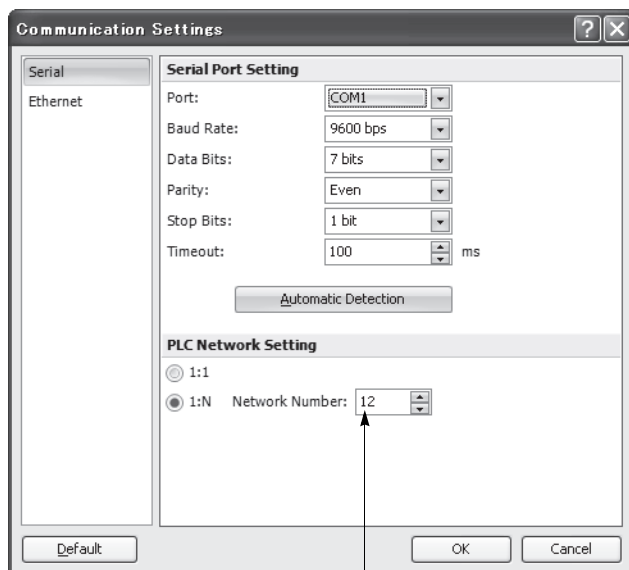 Communication Settings
Serial
Ethernet
Serial Port Setting
Port: COM1
Baud Rate: 9600 bps
Data Bits: 7 bits
Parity: Even
Stop Bits: 1 bit
Timeout: 100 ms
Automatic Detection
PLC Network Setting
1:1
1:N Network Number: 12
Default OK Cancel